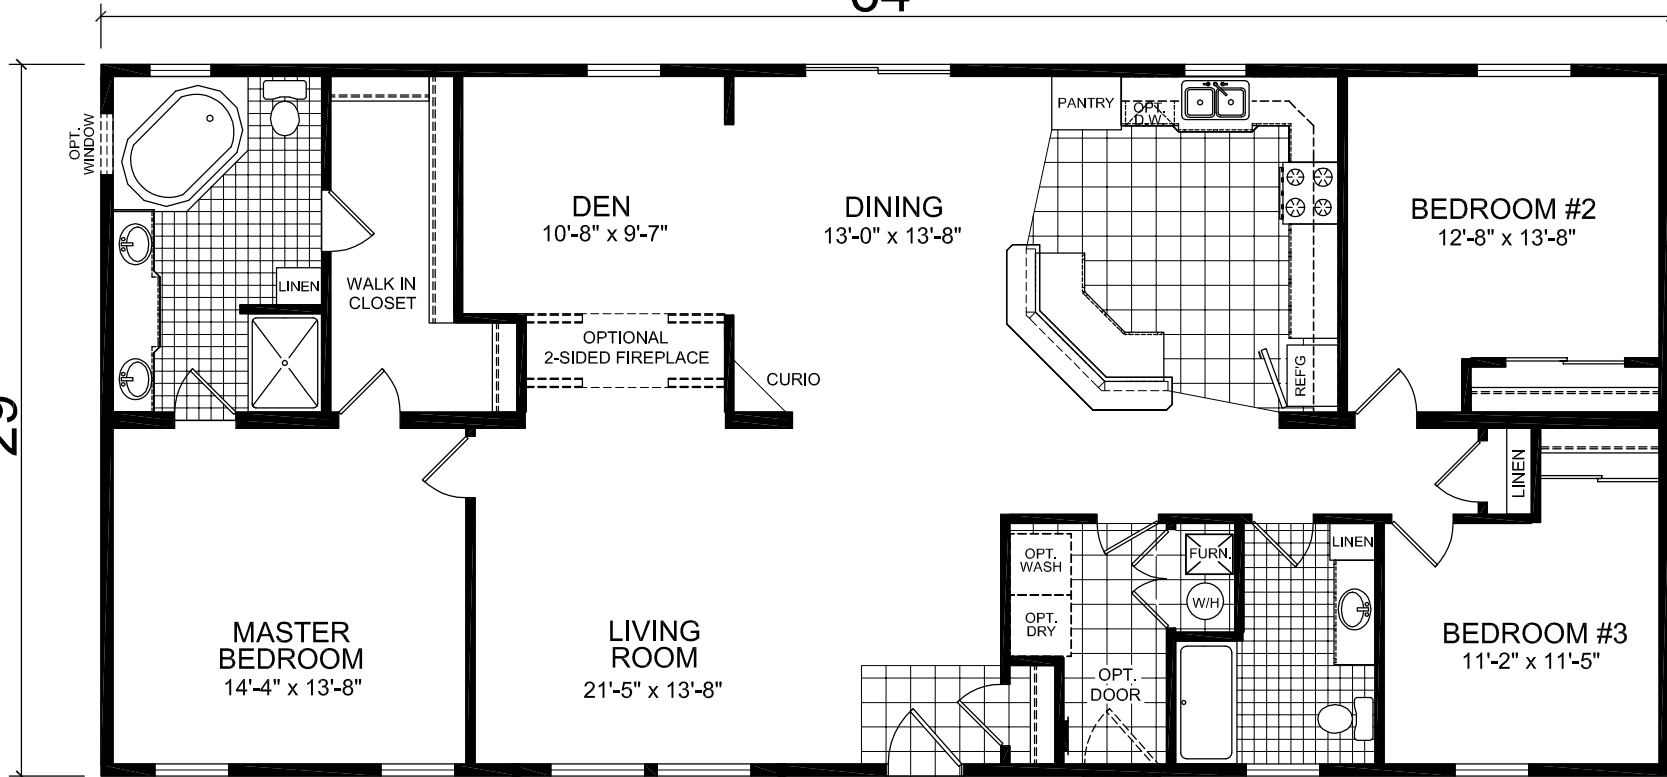 64
29
OPT.
WINDOW
LINEN
WALK IN
CLOSET
DEN
10'-8" x 9'-7"
OPTIONAL
2-SIDED FIREPLACE
CURIO
DINING
13'-0" x 13'-8"
PANTRY
OPT.
D.W.
REF'G
BEDROOM #2
12'-8" x 13'-8"
LINEN
MASTER
BEDROOM
14'-4" x 13'-8"
LIVING
ROOM
21'-5" x 13'-8"
OPT.
WASH
OPT.
DRY
FURN.
W/H
OPT.
DOOR
LINEN
BEDROOM #3
11'-2" x 11'-5"